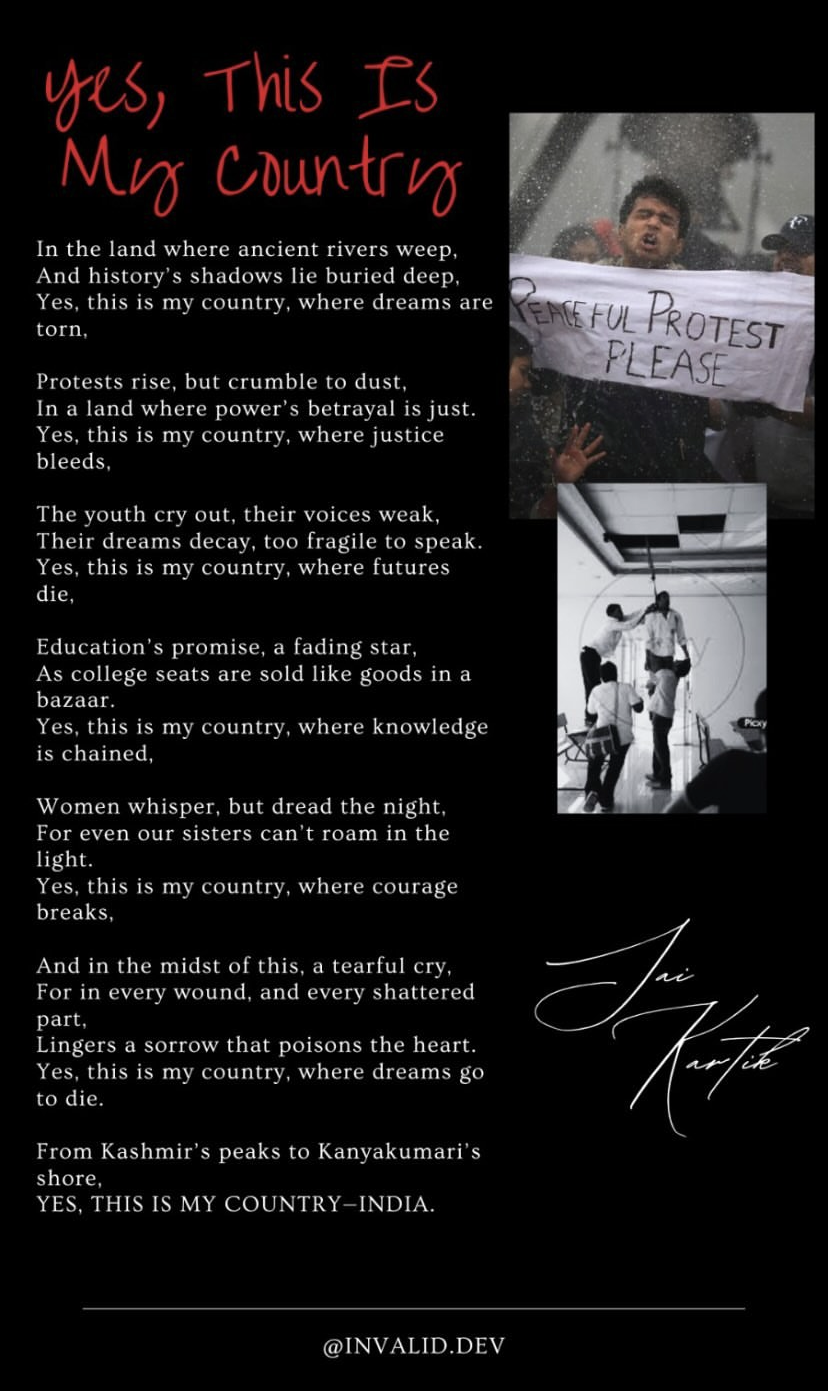 Yes, This Is
My Country
In the land where ancient rivers weep,
And history's shadows lie buried deep,
Yes, this is my country, where dreams are
torn,
Protests rise, but crumble to dust,
In a land where power's betrayal is just.
Yes, this is my country, where justice
bleeds,
The youth cry out, their voices weak,
Their dreams decay, too fragile to speak.
Yes, this is my country, where futures
die,
Education's promise, a fading star,
As college seats are sold like goods in a
bazaar.
Yes, this is my country, where knowledge
is chained,
Women whisper, but dread the night,
For even our sisters can't roam in the
light.
Yes, this is my country, where courage
breaks,
And in the midst of this, a tearful cry,
For in every wound, and every shattered
part,
Lingers a sorrow that poisons the heart.
Yes, this is my country, where dreams go
to die.
From Kashmir's peaks to Kanyakumari's
shore,
YES, THIS IS MY COUNTRY—INDIA.
PEACEFUL PROTEST
PLEASE
Picxy
Jai
Kartik
@INVALID.DEV